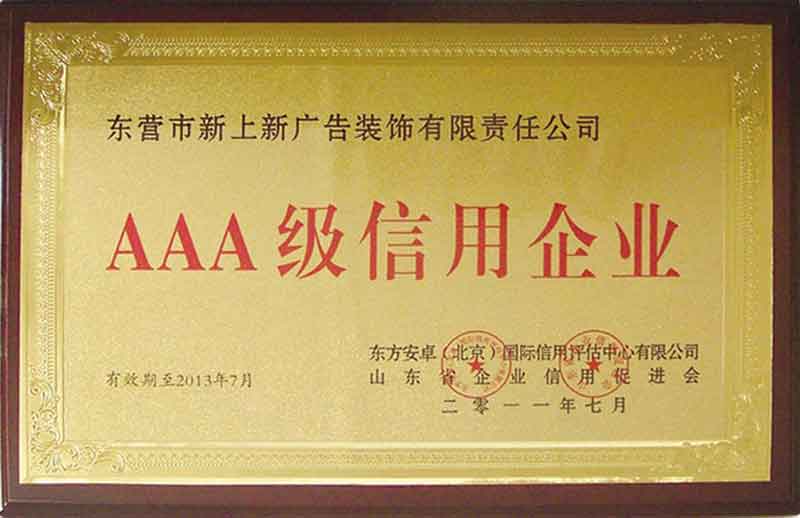 东营市新上新广告装饰有限责任公司
AAA级信用企业
东方安卓（北京）国际信用评估中心有限公司
山东省企业信用促进会
有效期至2013年7月
二零一一年七月